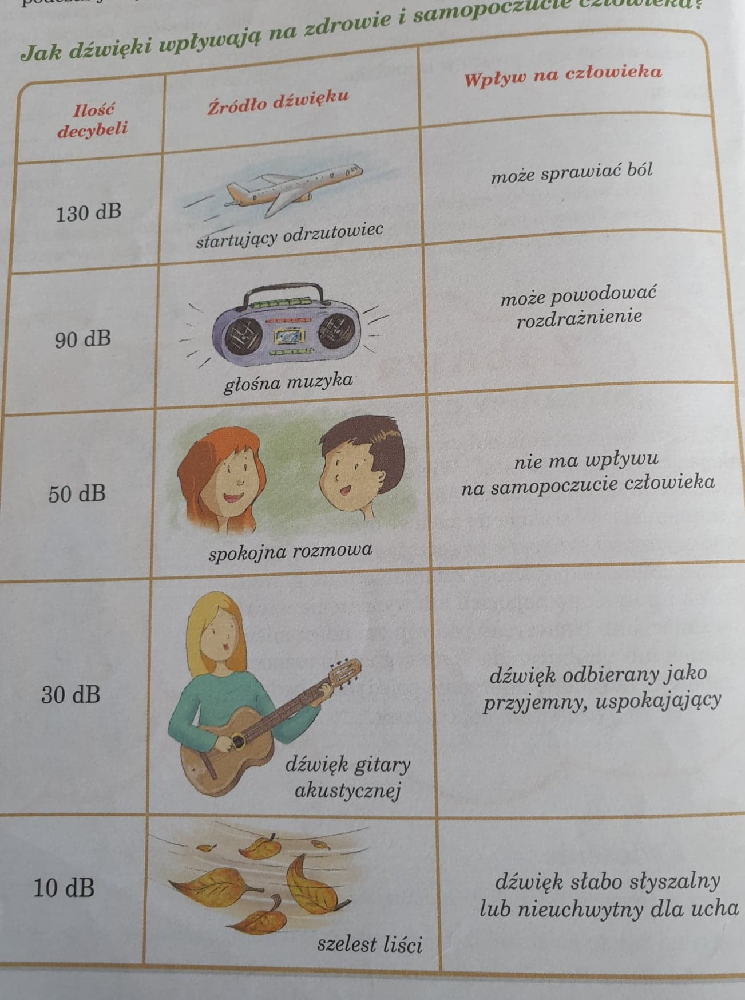 Jak dźwięki wpływają na zdrowie i samopoczucie człowieka?
Ilość
decybeli
Źródło dźwięku
Wpływ na człowieka
130 dB
startujący odrzutowiec
może sprawiać ból
90 dB
głośna muzyka
może powodować
rozdrażnienie
50 dB
spokojna rozmowa
nie ma wpływu
na samopoczucie człowieka
30 dB
dźwięk gitary
akustycznej
dźwięk odbierany jako
przyjemny, uspokajający
10 dB
szelest liści
dźwięk słabo słyszalny
lub nieuchwytny dla ucha